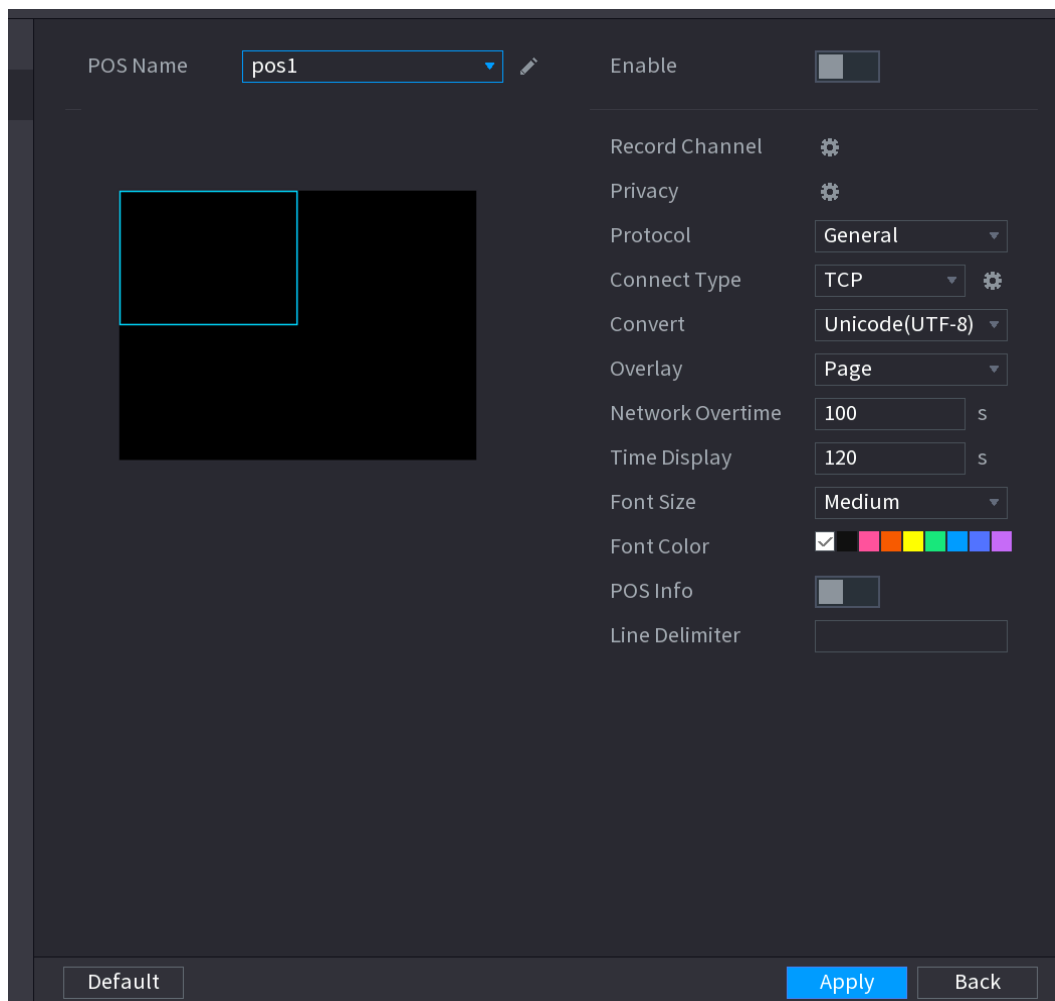 POS Name pos1 Enable
Record Channel
Privacy
Protocol General
Connect Type TCP
Convert Unicode(UTF-8)
Overlay Page
Network Overtime 100 s
Time Display 120 s
Font Size Medium
Font Color
POS Info
Line Delimiter
Default Apply Back